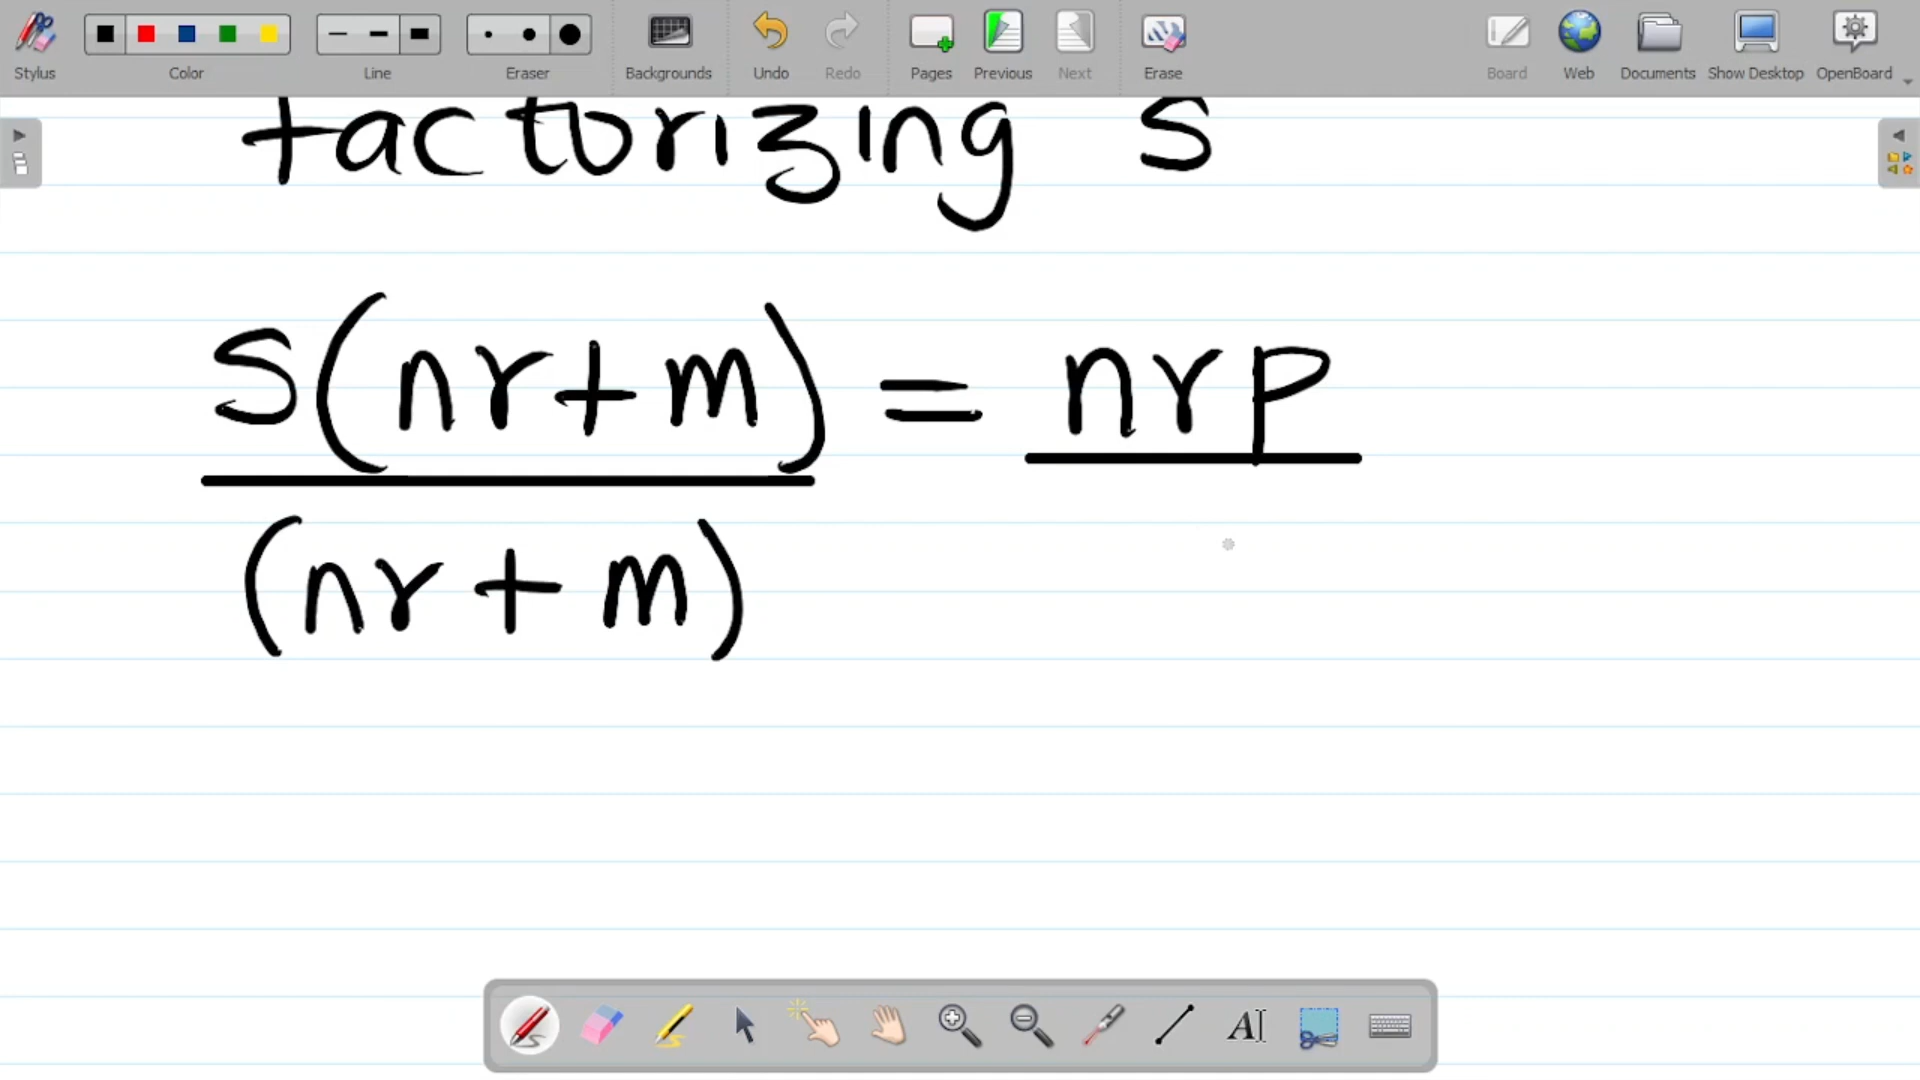 Stylus Color Line Eraser Backgrounds Undo Redo Pages Previous Next Erase Board Web Documents Show Desktop OpenBoard
factorizing s
S(nr+m) = nrp
(nr+m)